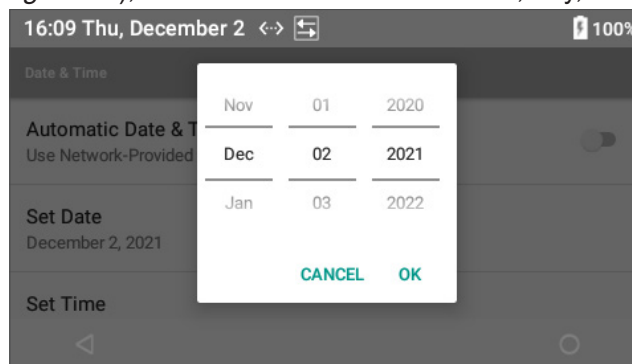 16:09 Thu, December 2 100%
Date & Time
Automatic Date & T
Use Network-Provided
Set Date
December 2, 2021
Set Time
Nov 01 2020
Dec 02 2021
Jan 03 2022
CANCEL OK